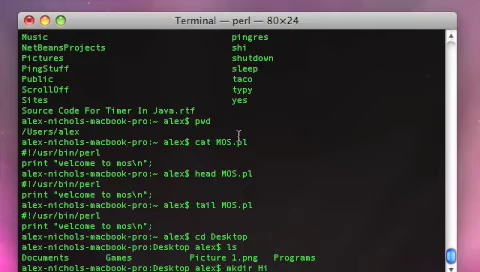 Terminal — perl — 80×24
Music pingres
NetBeansProjects shi
Pictures shutdown
PingStuff sleep
Public taco
ScrollOff typy
Sites yes
Source Code For Timer In Java.rtf
alex-nichols-macbook-pro:~ alex$ pwd
/Users/alex
alex-nichols-macbook-pro:~ alex$ cat MOS.pl
#!/usr/bin/perl
print "welcome to mos\n";
alex-nichols-macbook-pro:~ alex$ head MOS.pl
#!/usr/bin/perl
print "welcome to mos\n";
alex-nichols-macbook-pro:~ alex$ tail MOS.pl
#!/usr/bin/perl
print "welcome to mos\n";
alex-nichols-macbook-pro:~ alex$ cd Desktop
alex-nichols-macbook-pro:Desktop alex$ ls
Documents Games Picture 1.png Programs
alex-nichols-macbook-pro:Desktop alex$ mkdir Hi